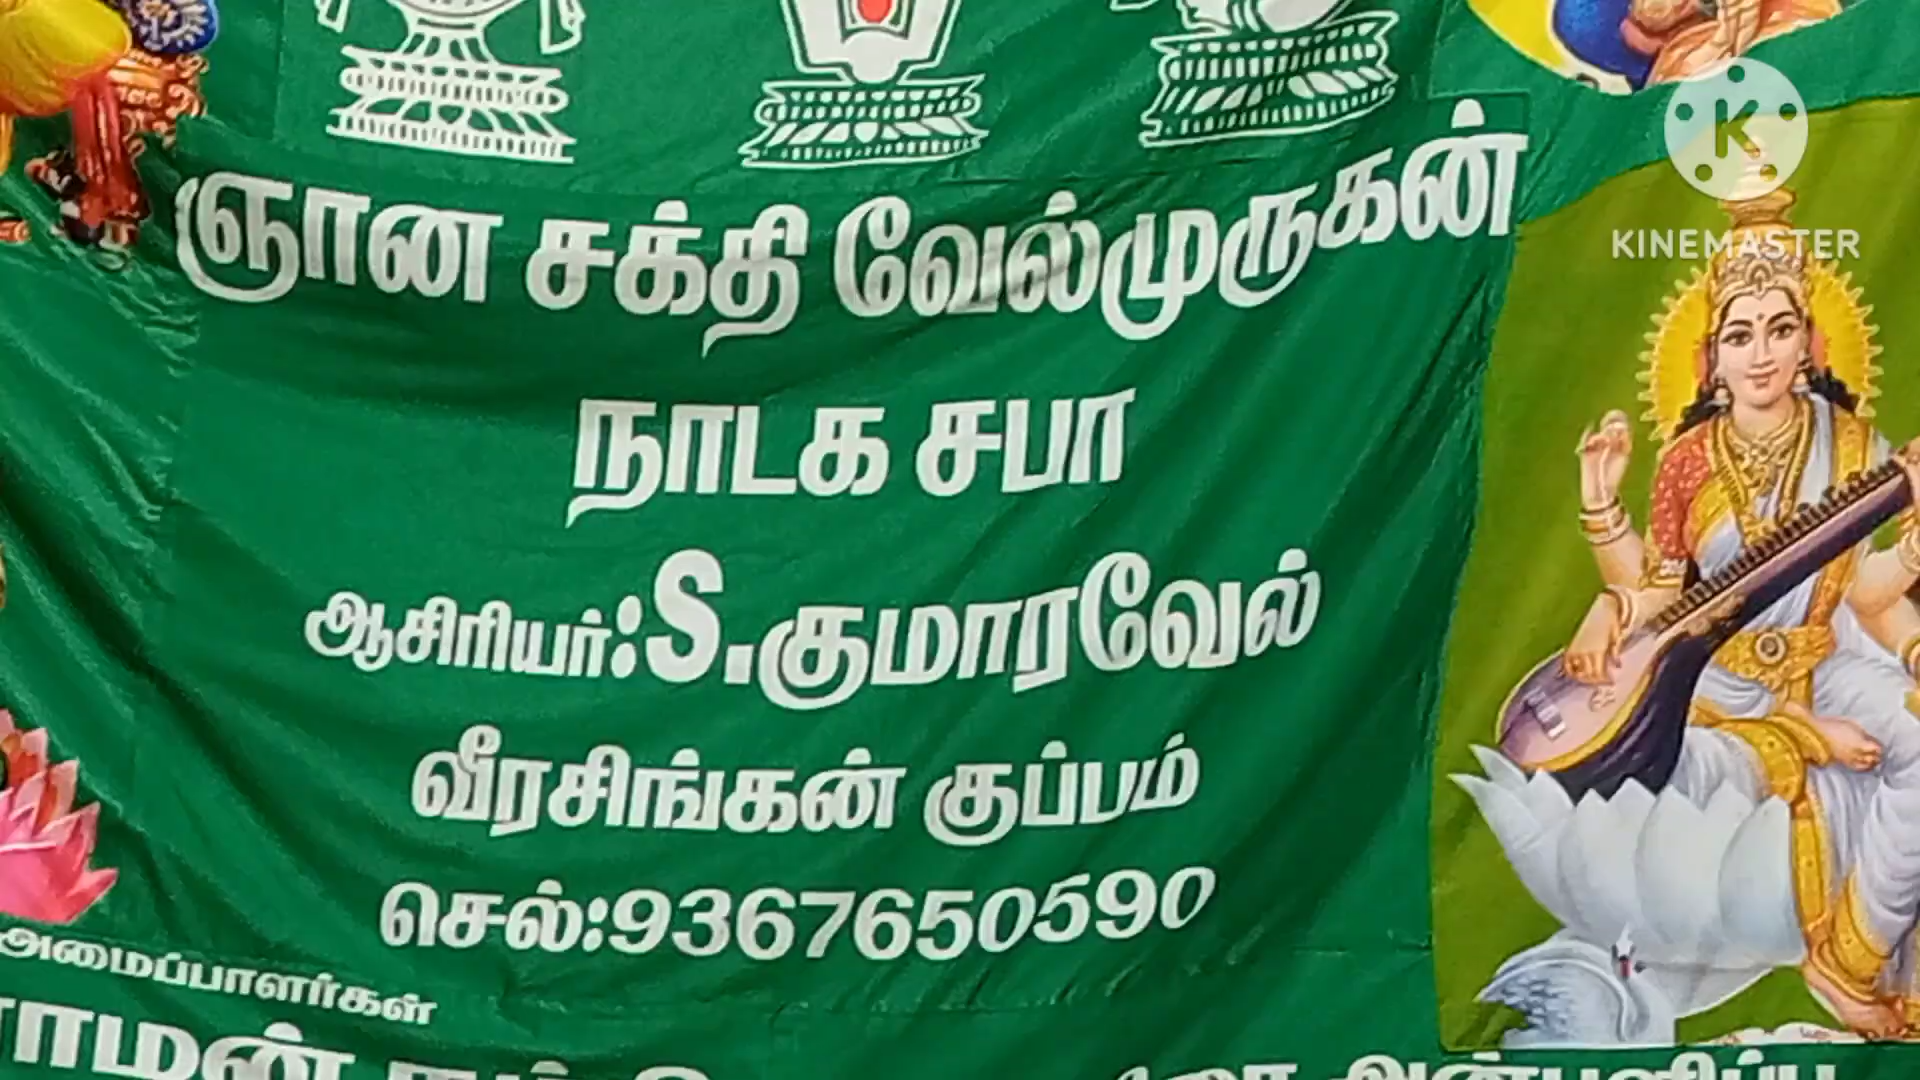 KINEMASTER
ஞான சக்தி வேல்முருகன்
நாடக சபா
ஆசிரியர்:S.குமாரவேல்
வீரசிங்கன் குப்பம்
செல்:9367650590
அமைப்பாளர்கள்